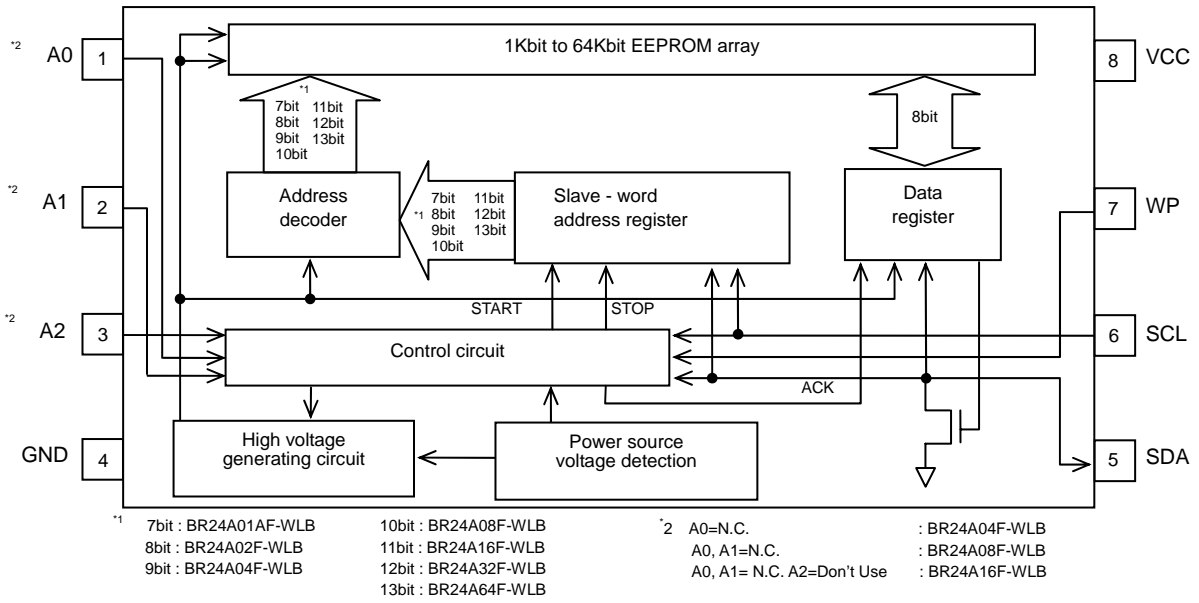 1Kbit to 64Kbit EEPROM array
*2 A0 1
8 VCC
*1
7bit 11bit
8bit 12bit
9bit 13bit
10bit
8bit
*2 A1 2
Address
decoder
*1
7bit 11bit
8bit 12bit
9bit 13bit
10bit
Slave - word
address register
Data
register
7 WP
START
STOP
*2 A2 3
Control circuit
6 SCL
ACK
GND 4
High voltage
generating circuit
Power source
voltage detection
5 SDA
*1 7bit : BR24A01AF-WLB
8bit : BR24A02F-WLB
9bit : BR24A04F-WLB
10bit : BR24A08F-WLB
11bit : BR24A16F-WLB
12bit : BR24A32F-WLB
13bit : BR24A64F-WLB
*2 A0=N.C. : BR24A04F-WLB
A0, A1=N.C. : BR24A08F-WLB
A0, A1= N.C. A2=Don't Use : BR24A16F-WLB